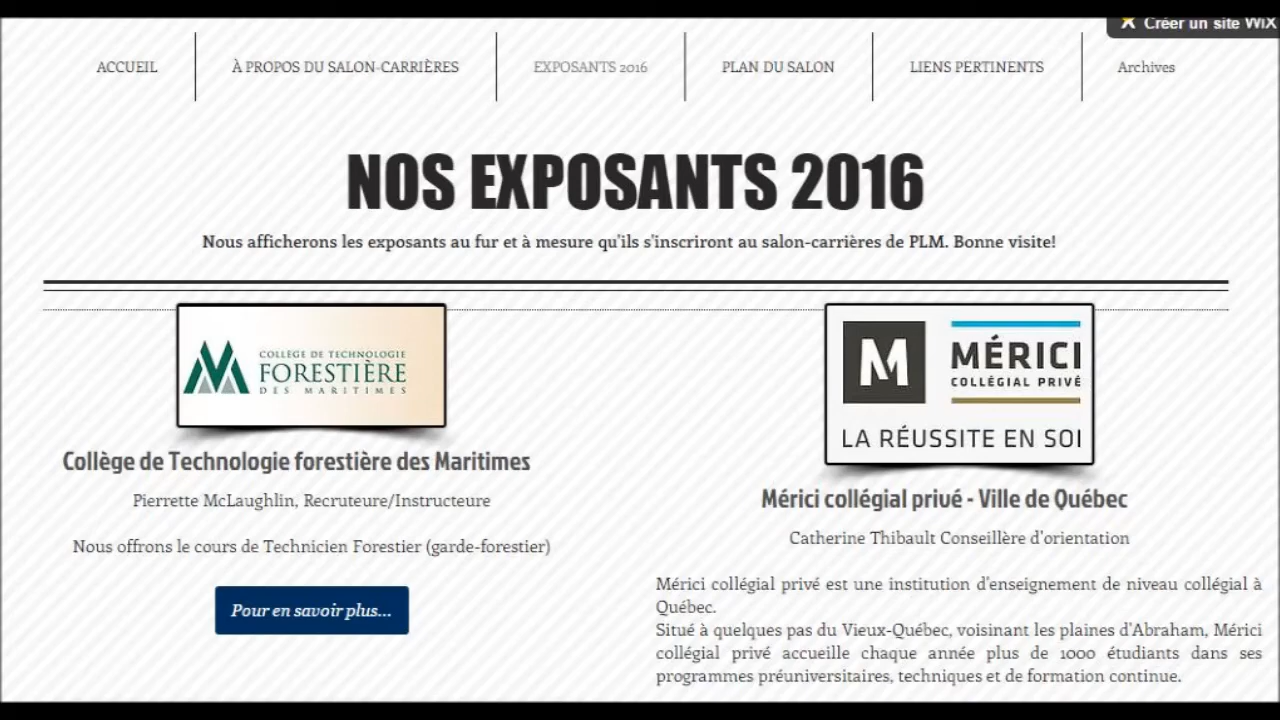 Créer un site WiX
ACCUEIL
À PROPOS DU SALON-CARRIÈRES
EXPOSANTS 2016
PLAN DU SALON
LIENS PERTINENTS
Archives
NOS EXPOSANTS 2016
Nous afficherons les exposants au fur et à mesure qu'ils s'inscriront au salon-carrières de PLM. Bonne visite!
COLLÈGE DE TECHNOLOGIE
FORESTIÈRE
DES MARITIMES
Collège de Technologie forestière des Maritimes
Pierrette McLaughlin, Recruteure/Instructeure
Nous offrons le cours de Technicien Forestier (garde-forestier)
Pour en savoir plus...
M
MÉRICI
COLLÉGIAL PRIVÉ
LA RÉUSSITE EN SOI
Mérici collégial privé - Ville de Québec
Catherine Thibault Conseillère d'orientation
Mérici collégial privé est une institution d'enseignement de niveau collégial à
Québec.
Situé à quelques pas du Vieux-Québec, voisinant les plaines d'Abraham, Mérici
collégial privé accueille chaque année plus de 1000 étudiants dans ses
programmes préuniversitaires, techniques et de formation continue.